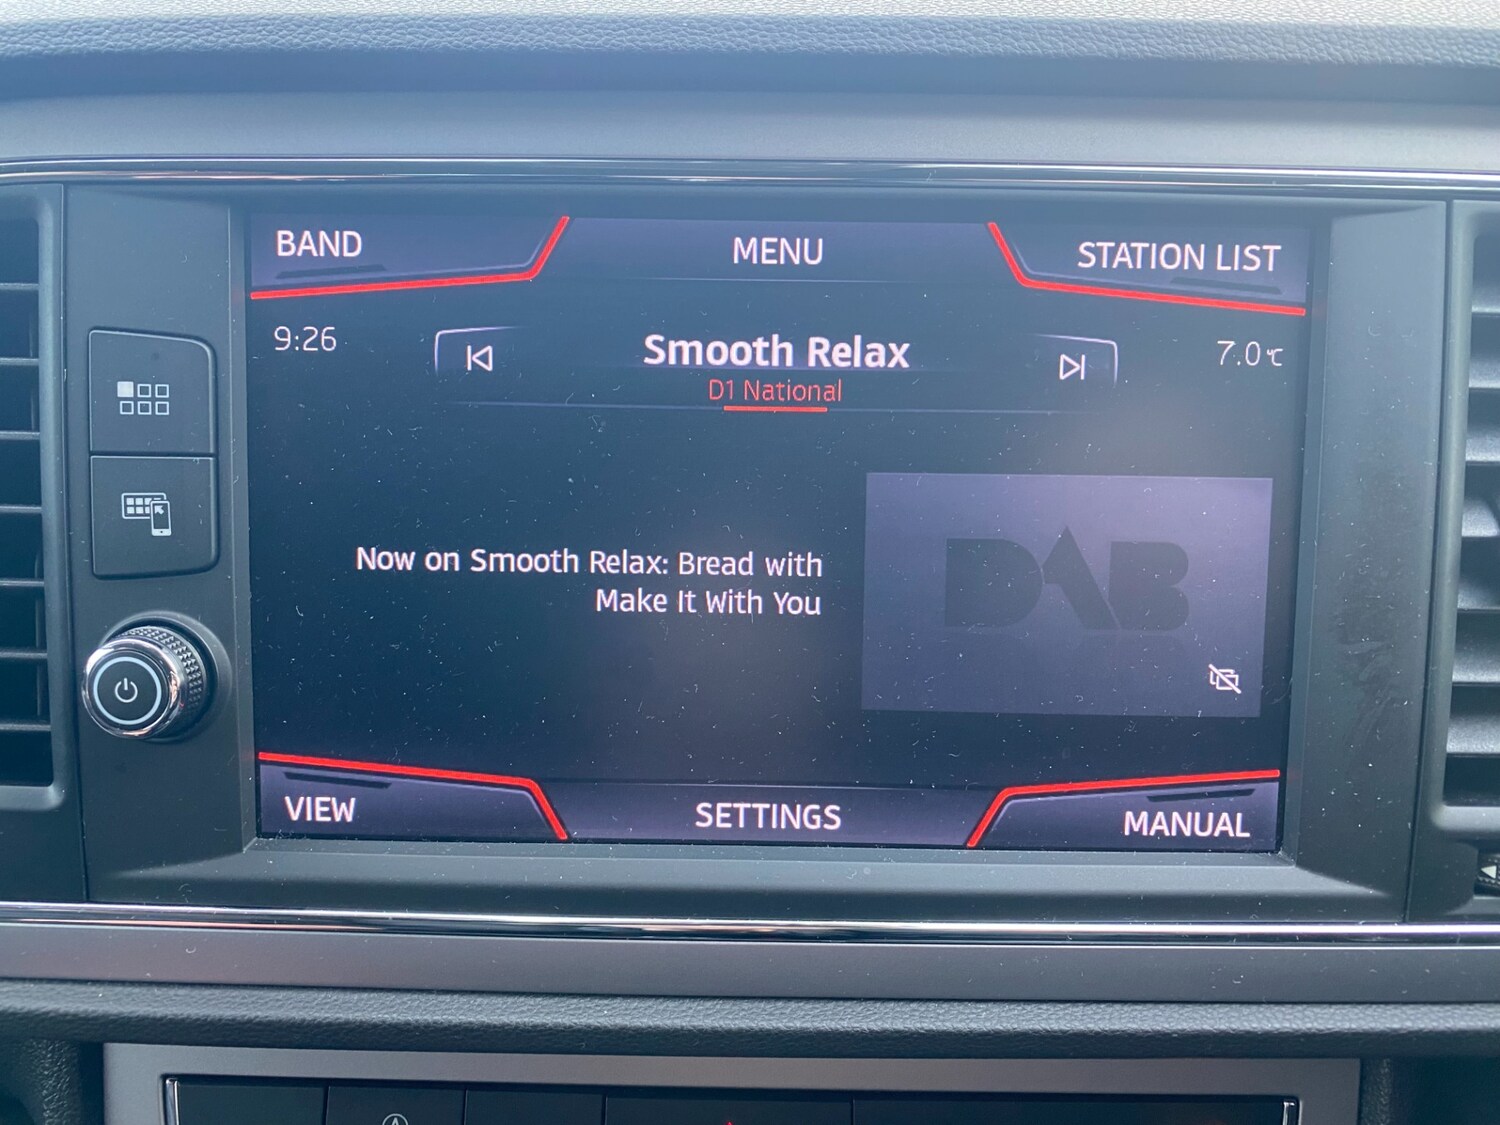 BAND
MENU
STATION LIST
9:26
Smooth Relax
7.0°C
D1 National
DAB
Now on Smooth Relax: Bread with
Make It With You
VIEW
SETTINGS
MANUAL